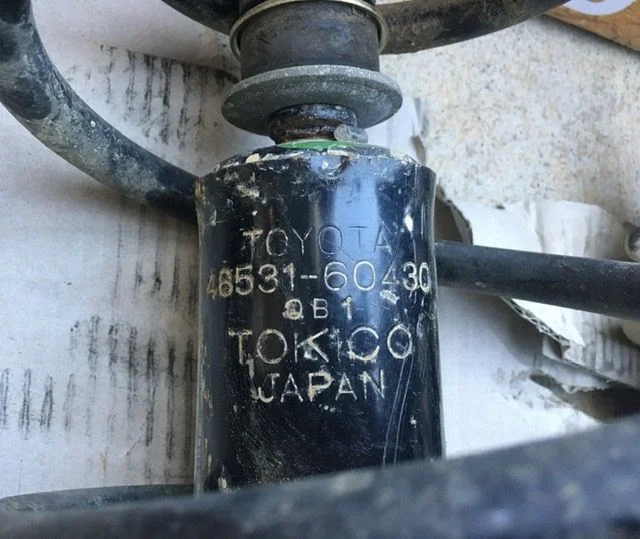 TOYOTA
48531-60430
QB1
TOKICO
JAPAN